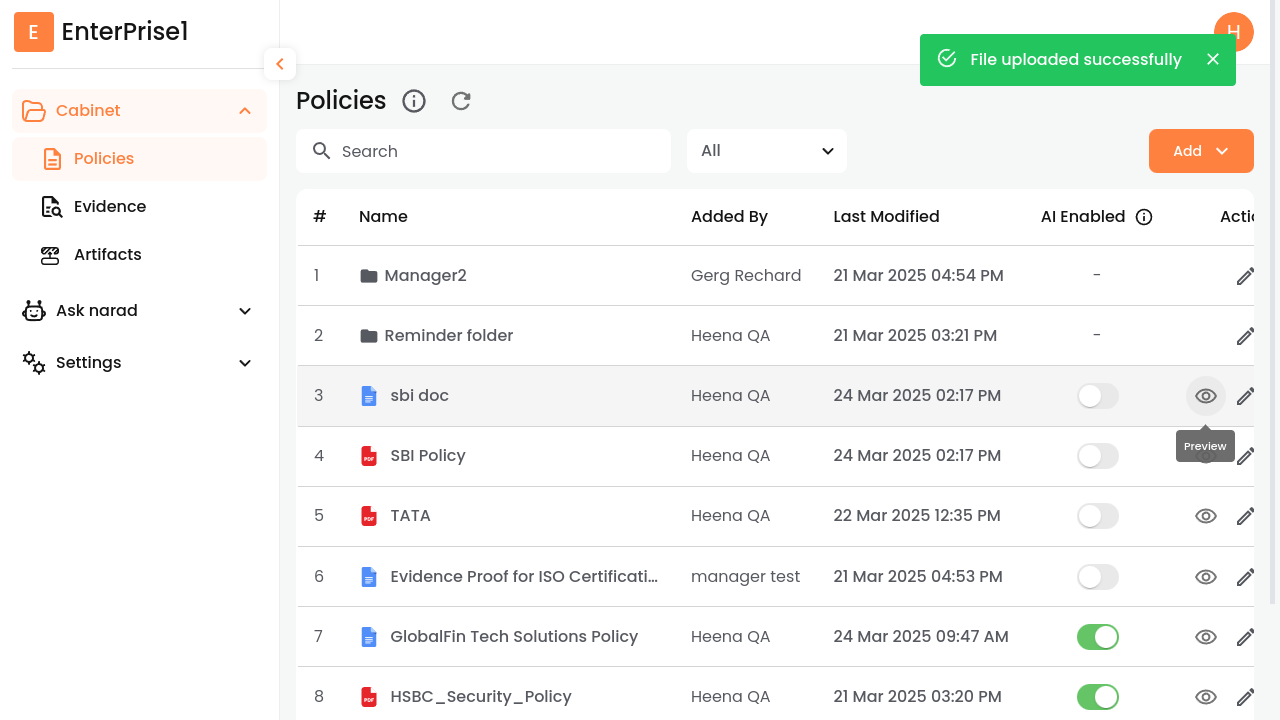 E EnterPrise1
H
File uploaded successfully
Cabinet
Policies
Evidence
Artifacts
Ask narad
Settings
Policies
Search
All
Add
# Name Added By Last Modified AI Enabled Actic
1 Manager2 Gerg Rechard 21 Mar 2025 04:54 PM -
2 Reminder folder Heena QA 21 Mar 2025 03:21 PM -
3 sbi doc Heena QA 24 Mar 2025 02:17 PM
Preview
4 PDF SBI Policy Heena QA 24 Mar 2025 02:17 PM
5 PDF TATA Heena QA 22 Mar 2025 12:35 PM
6 Evidence Proof for ISO Certificati... manager test 21 Mar 2025 04:53 PM
7 GlobalFin Tech Solutions Policy Heena QA 24 Mar 2025 09:47 AM
8 PDF HSBC_Security_Policy Heena QA 21 Mar 2025 03:20 PM